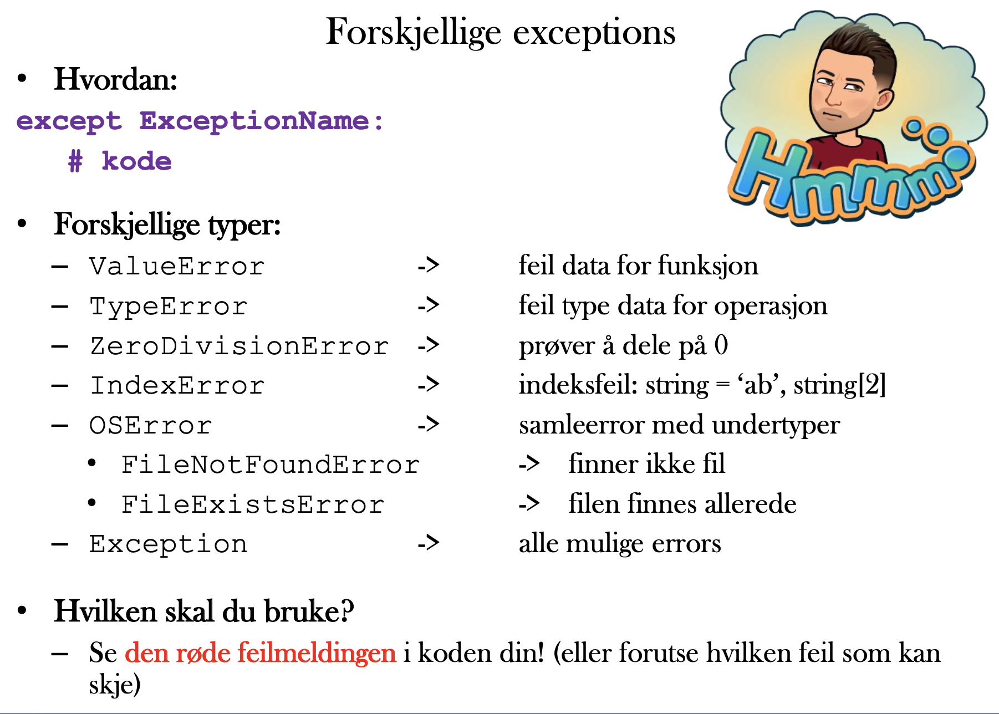 Forskjellige exceptions
• Hvordan:
except ExceptionName:
# kode
Hmmm
• Forskjellige typer:
– ValueError -> feil data for funksjon
– TypeError -> feil type data for operasjon
– ZeroDivisionError -> prøver å dele på 0
– IndexError -> indeksfeil: string = ‘ab’, string[2]
– OSError -> samleerror med undertyper
• FileNotFoundError -> finner ikke fil
• FileExistsError -> filen finnes allerede
– Exception -> alle mulige errors
• Hvilken skal du bruke?
– Se den røde feilmeldingen i koden din! (eller forutse hvilken feil som kan
skje)